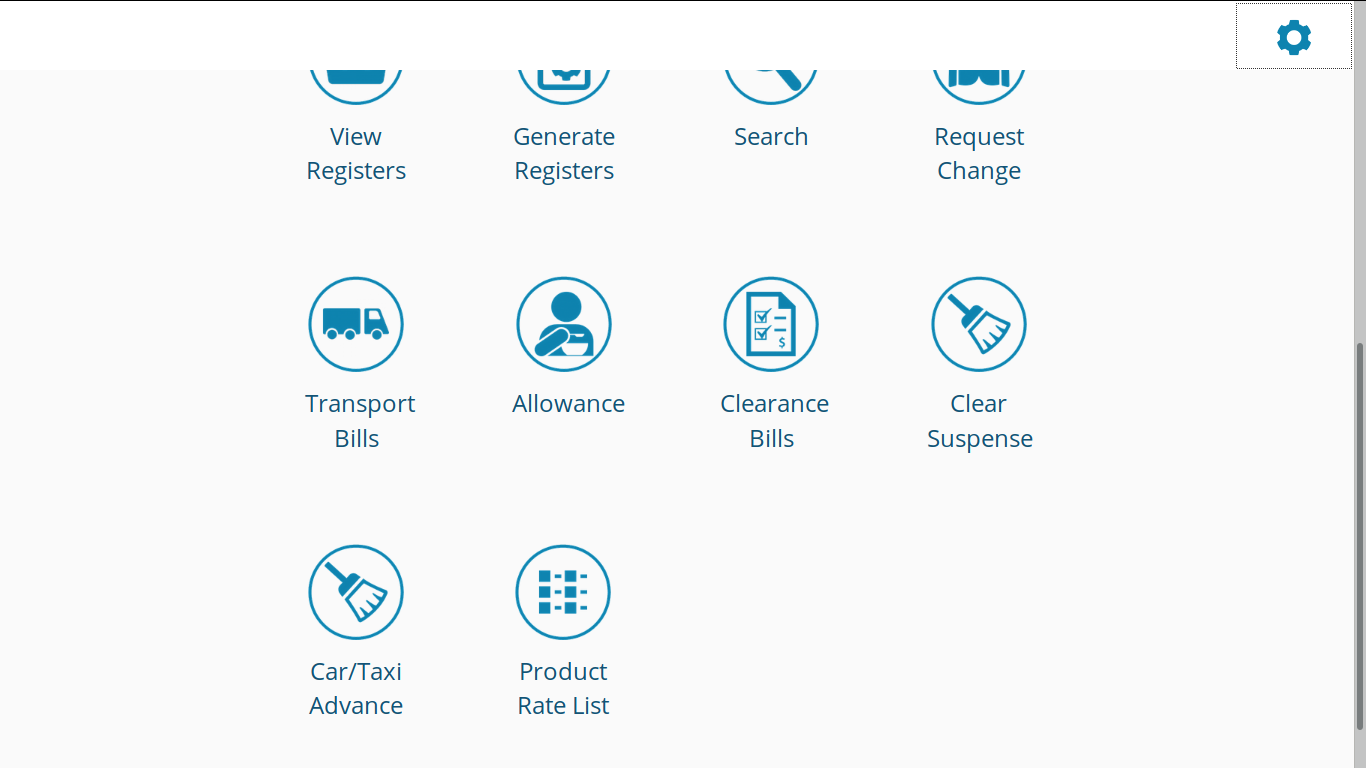 View
Registers
Generate
Registers
Search
Request
Change
Transport
Bills
Allowance
Clearance
Bills
$
Clear
Suspense
Car/Taxi
Advance
Product
Rate List